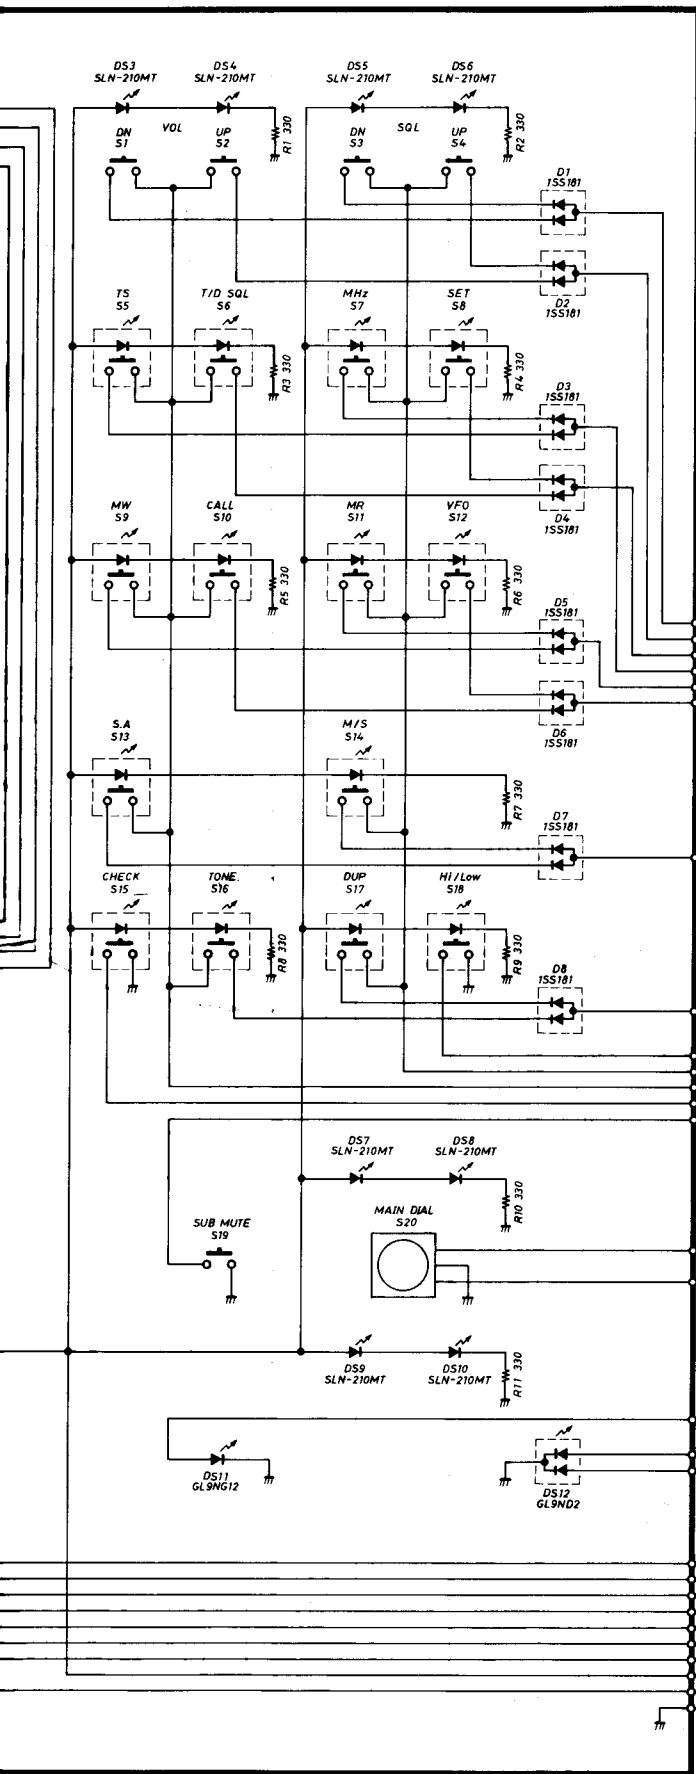 DS3
SLN-210MT
DS4
SLN-210MT
DS5
SLN-210MT
DS6
SLN-210MT
DN
S1
VOL
UP
S2
R1 330
DN
S3
SQL
UP
S4
R2 330
D1
1SS181
D2
1SS181
TS
S5
T/D SQL
S6
R3 330
MHz
S7
SET
S8
R4 330
D3
1SS181
D4
1SS181
MW
S9
CALL
S10
R5 330
MR
S11
VFO
S12
R6 330
D5
1SS181
D6
1SS181
S.A
S13
M/S
S14
R7 330
D7
1SS181
CHECK
S15
TONE
S16
R8 330
DUP
S17
Hi/Low
S18
R9 330
D8
1SS181
DS7
SLN-210MT
DS8
SLN-210MT
R10 330
SUB MUTE
S19
MAIN DIAL
S20
DS9
SLN-210MT
DS10
SLN-210MT
R11 330
DS11
GL9NG12
DS12
GL9ND2